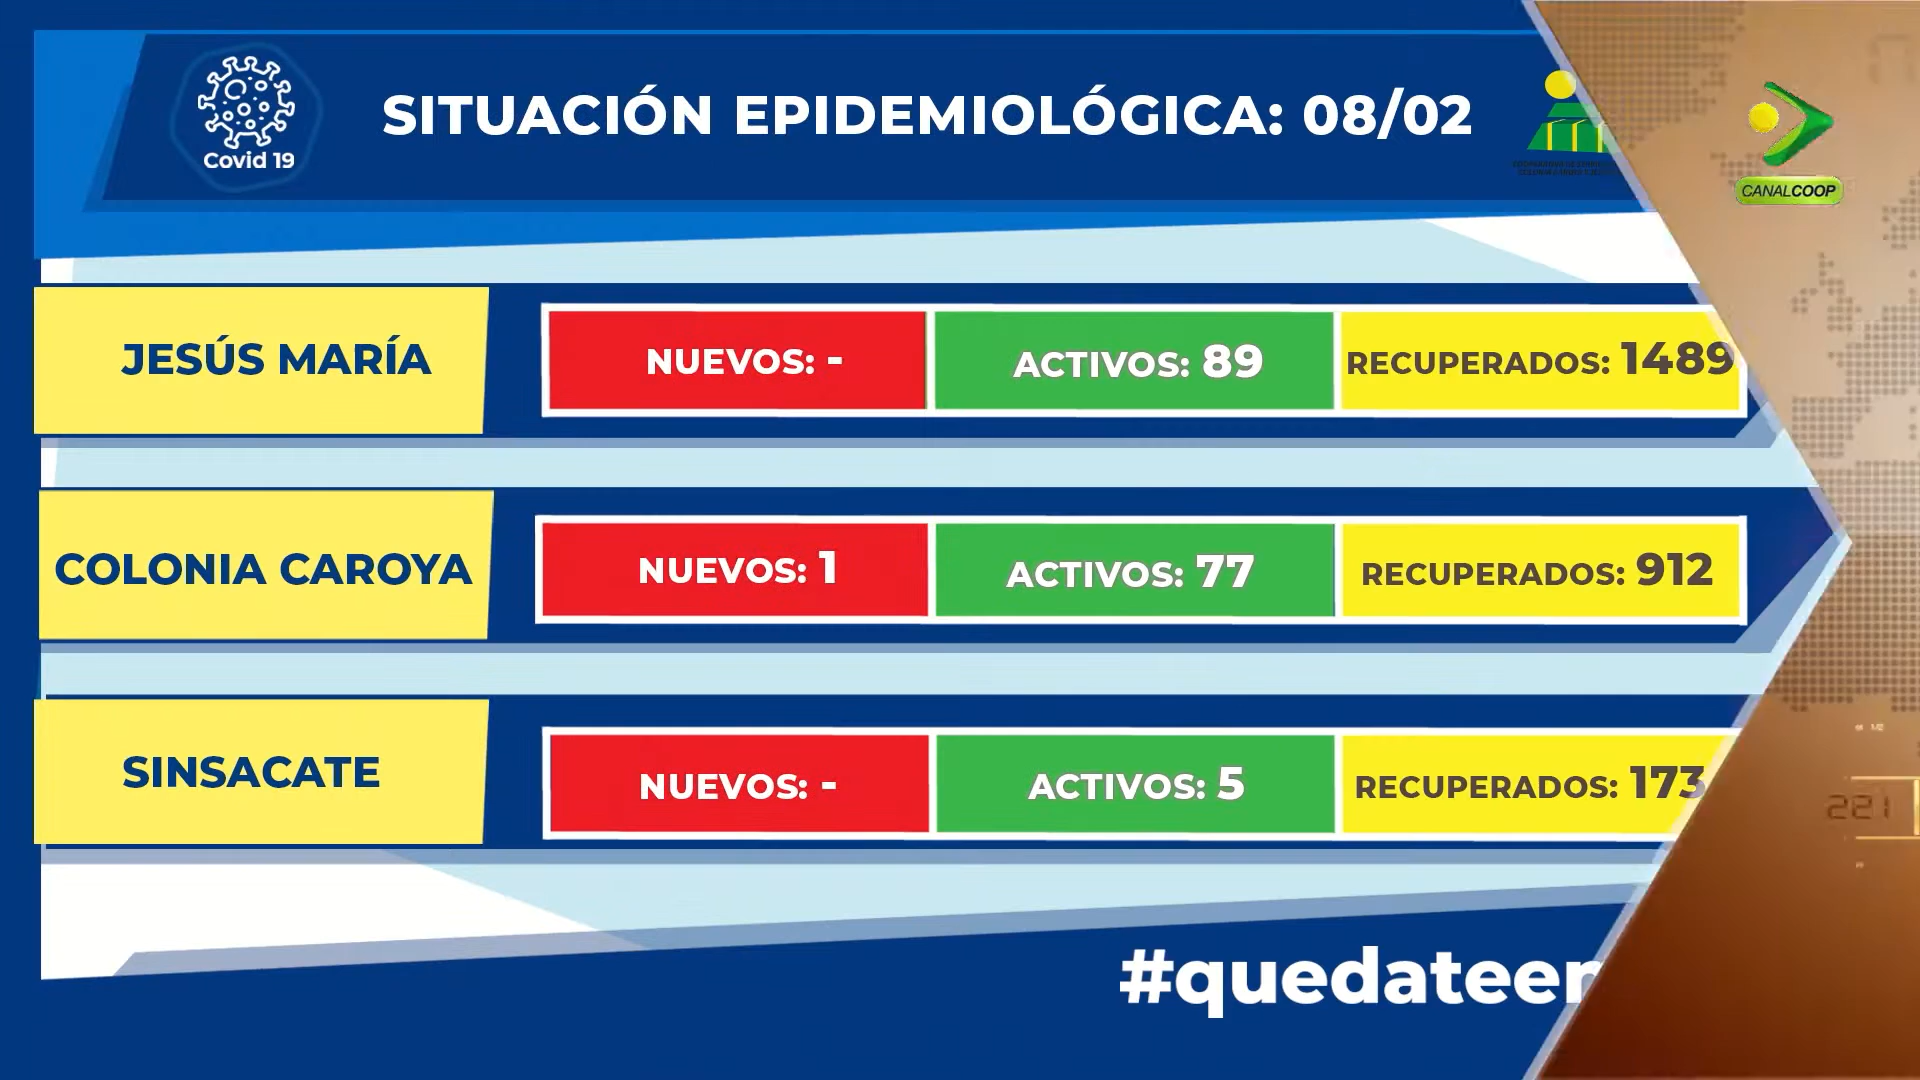 SITUACIÓN EPIDEMIOLÓGICA: 08/02
Covid 19
CANALCOOP
JESÚS MARÍA
NUEVOS: -
ACTIVOS: 89
RECUPERADOS: 1489
COLONIA CAROYA
NUEVOS: 1
ACTIVOS: 77
RECUPERADOS: 912
SINSACATE
NUEVOS: -
ACTIVOS: 5
RECUPERADOS: 173
221
#quedateen